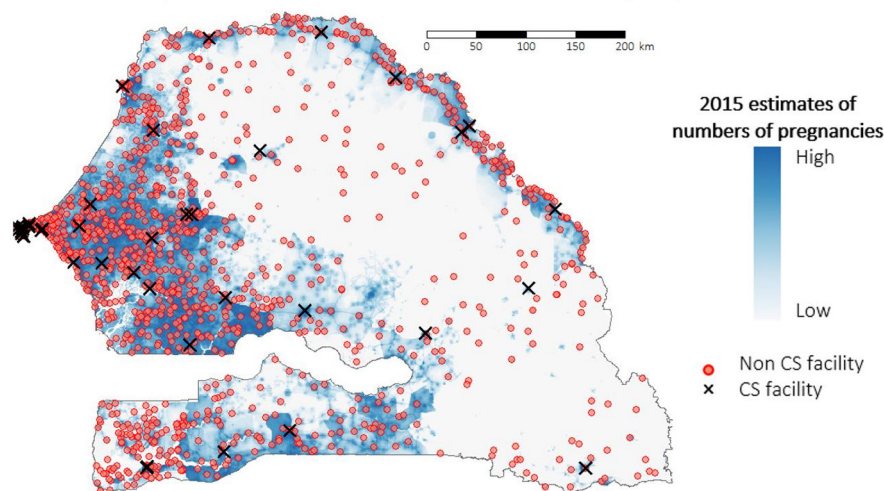 0 50 100 150 200 km
2015 estimates of
numbers of pregnancies
High
Low
Non CS facility
CS facility